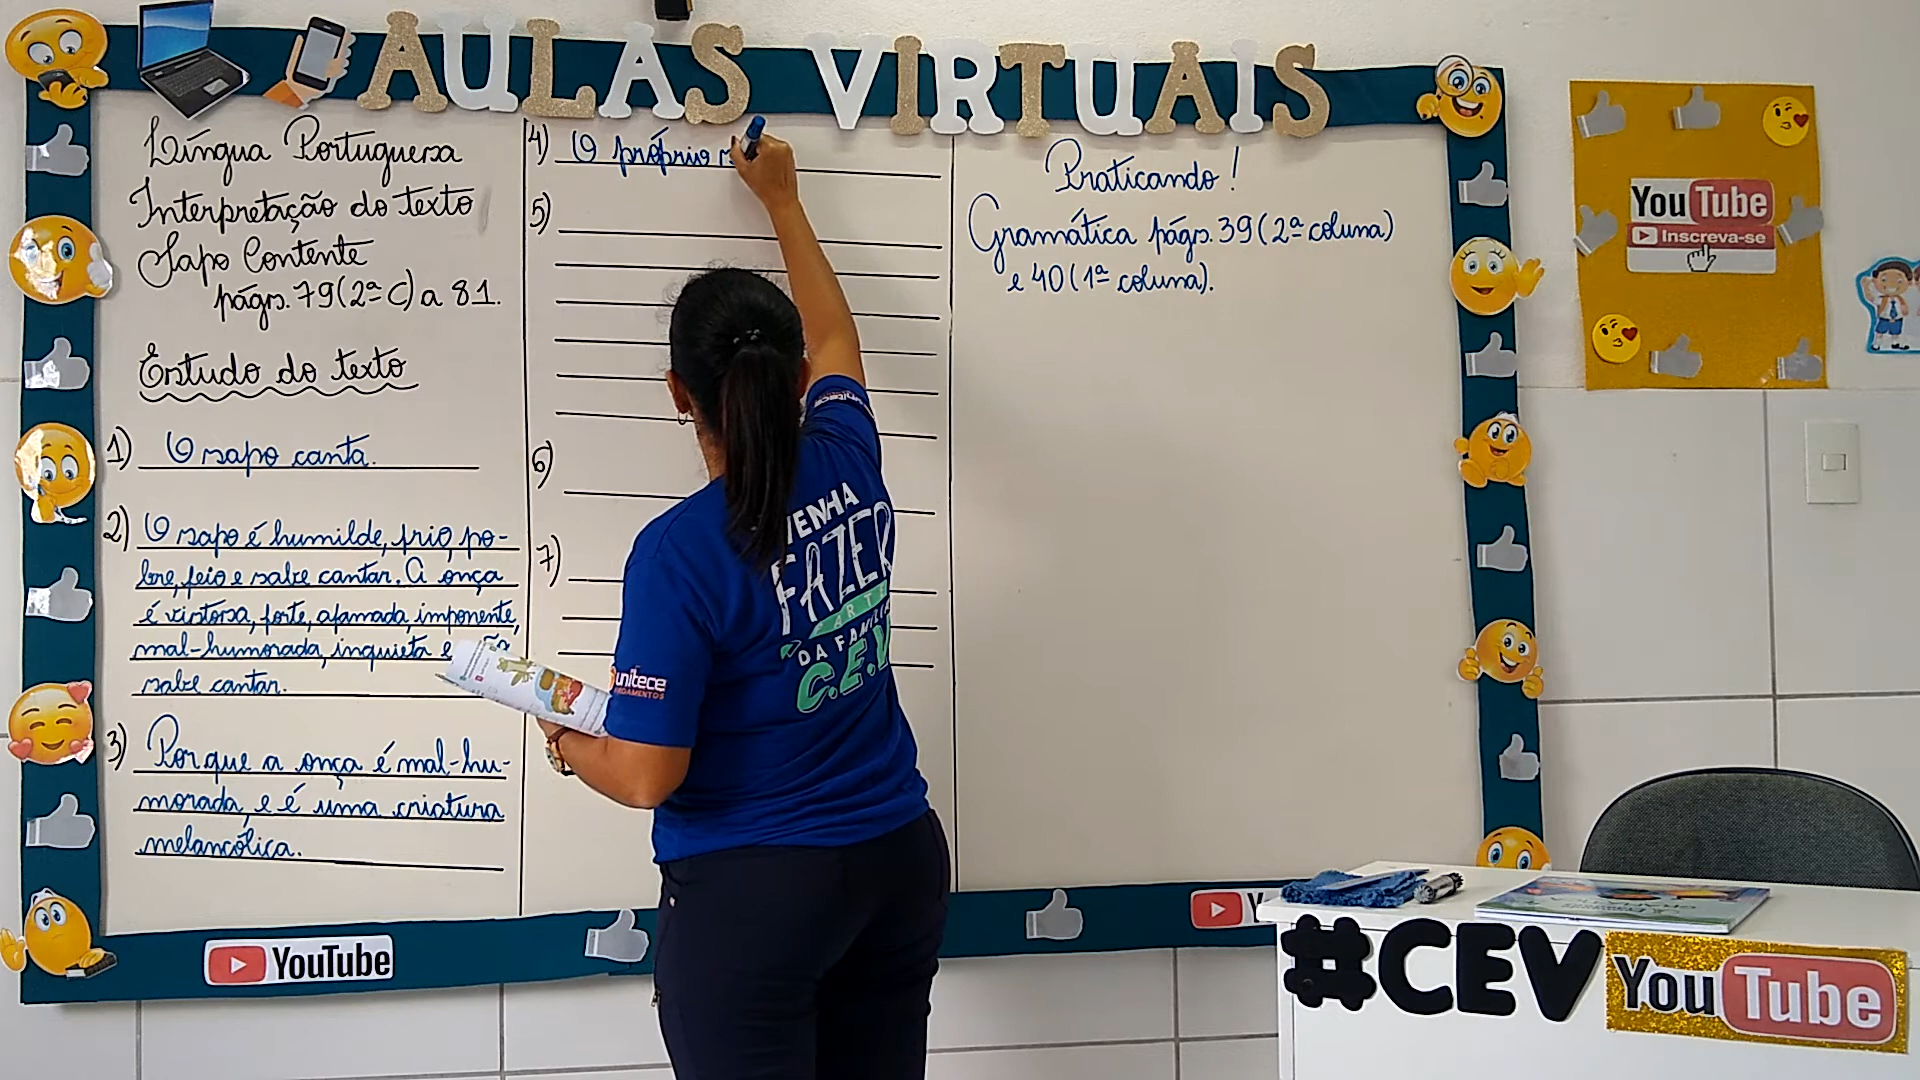 AULAS VIRTUAIS
Língua Portuguesa
Interpretação do texto
Sapo Contente
págs. 79 (2ª C) a 81.
Estudo do texto
1) O sapo canta.
2) O sapo é humilde, frio, po-
bre, feio e sabe cantar. A onça
é vistosa, forte, afamada, imponente,
mal-humorada, inquieta e não
sabe cantar.
3) Porque a onça é mal-hu-
morada, e é uma criatura
melancólica.
4) O próprio
5)
6)
7)
Praticando!
Gramática págs. 39 (2ª coluna)
e 40 (1ª coluna).
VENHA
FAZER
PARTE
DA FAMÍLIA
C.E.V
unitece
YouTube
Inscreva-se
YouTube
#CEV
YouTube